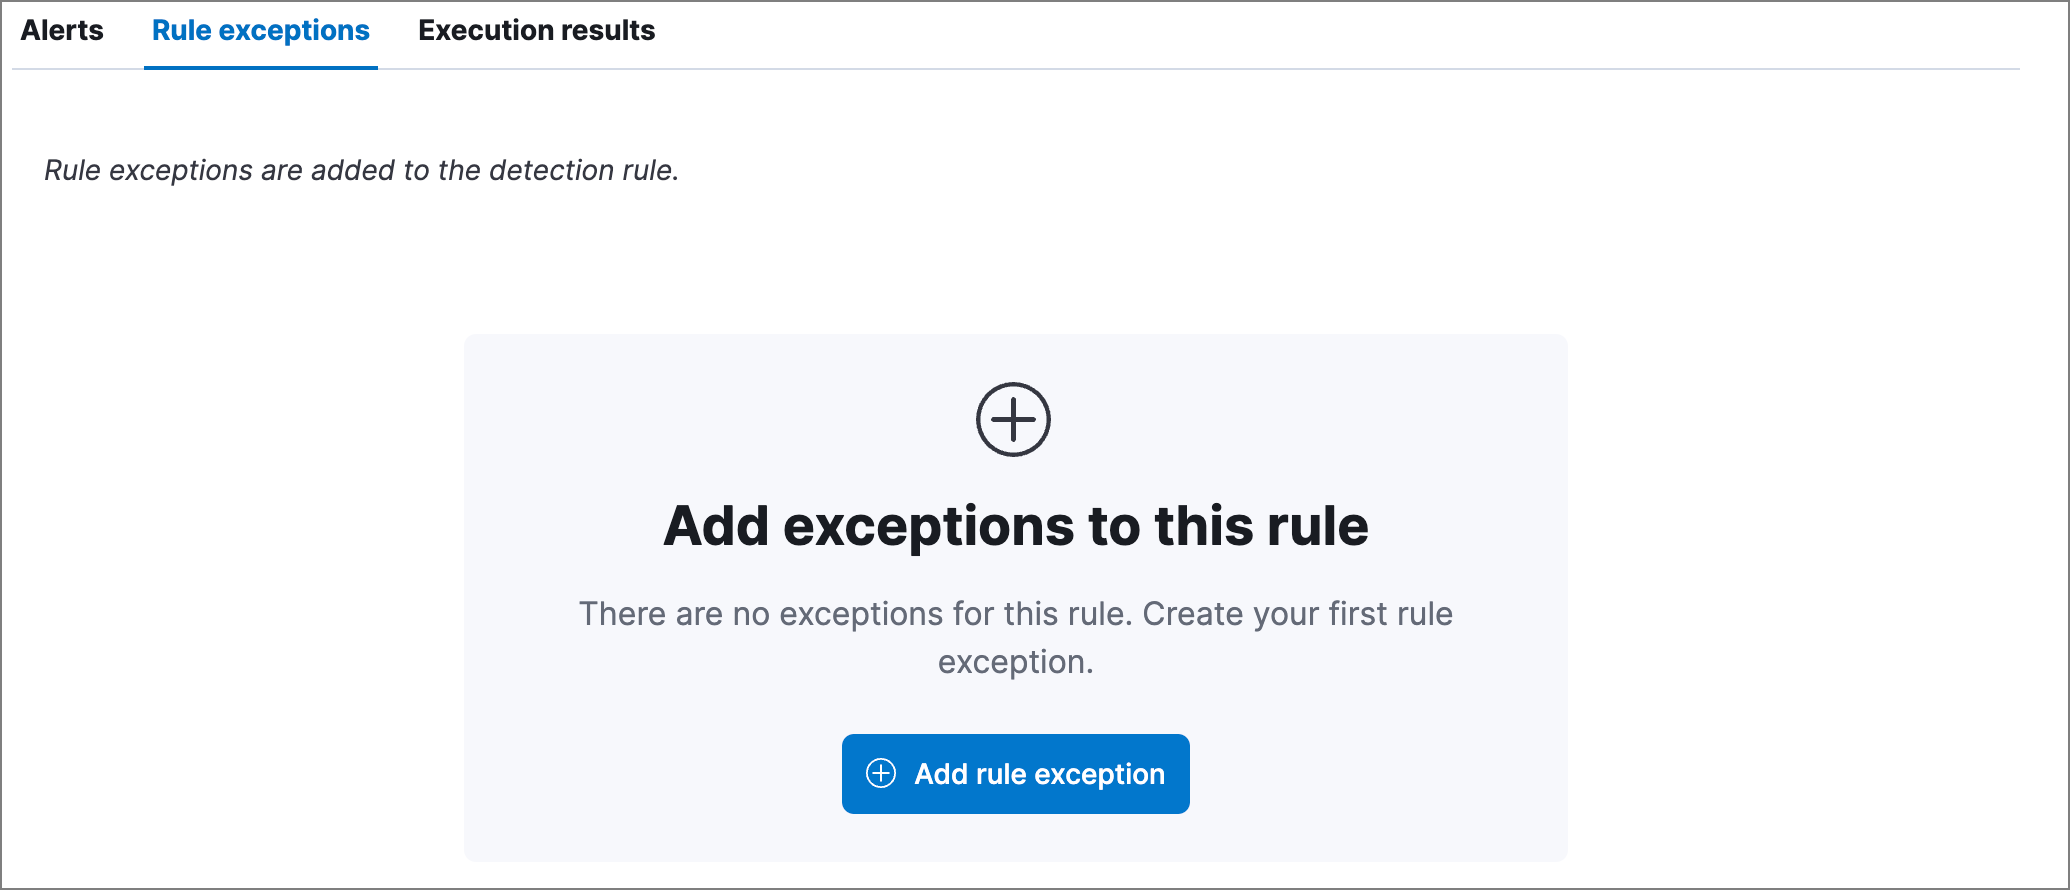 Alerts Rule exceptions Execution results
Rule exceptions are added to the detection rule.
Add exceptions to this rule
There are no exceptions for this rule. Create your first rule
exception.
Add rule exception